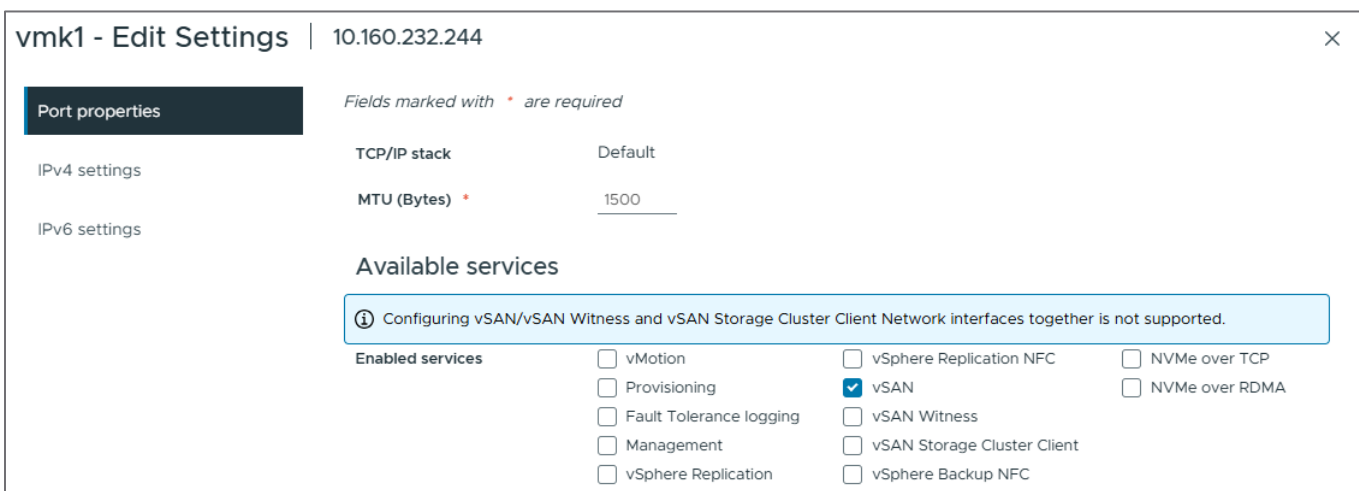 vmk1 - Edit Settings | 10.160.232.244
Port properties
IPv4 settings
IPv6 settings
Fields marked with * are required
TCP/IP stack Default
MTU (Bytes) * 1500
Available services
Configuring vSAN/vSAN Witness and vSAN Storage Cluster Client Network interfaces together is not supported.
Enabled services vMotion vSphere Replication NFC NVMe over TCP
Provisioning vSAN NVMe over RDMA
Fault Tolerance logging vSAN Witness
Management vSAN Storage Cluster Client
vSphere Replication vSphere Backup NFC